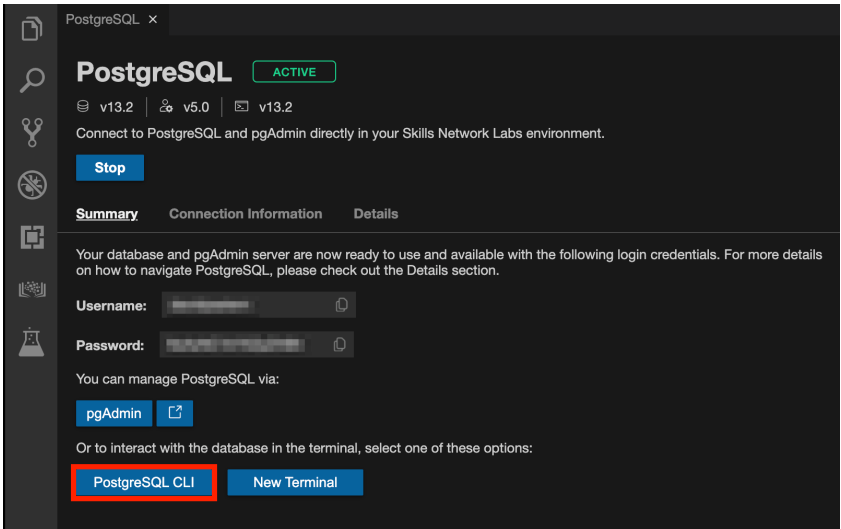 PostgreSQL ×
PostgreSQL ACTIVE
v13.2 v5.0 v13.2
Connect to PostgreSQL and pgAdmin directly in your Skills Network Labs environment.
Stop
Summary Connection Information Details
Your database and pgAdmin server are now ready to use and available with the following login credentials. For more details
on how to navigate PostgreSQL, please check out the Details section.
Username:
Password:
You can manage PostgreSQL via:
pgAdmin
Or to interact with the database in the terminal, select one of these options:
PostgreSQL CLI New Terminal